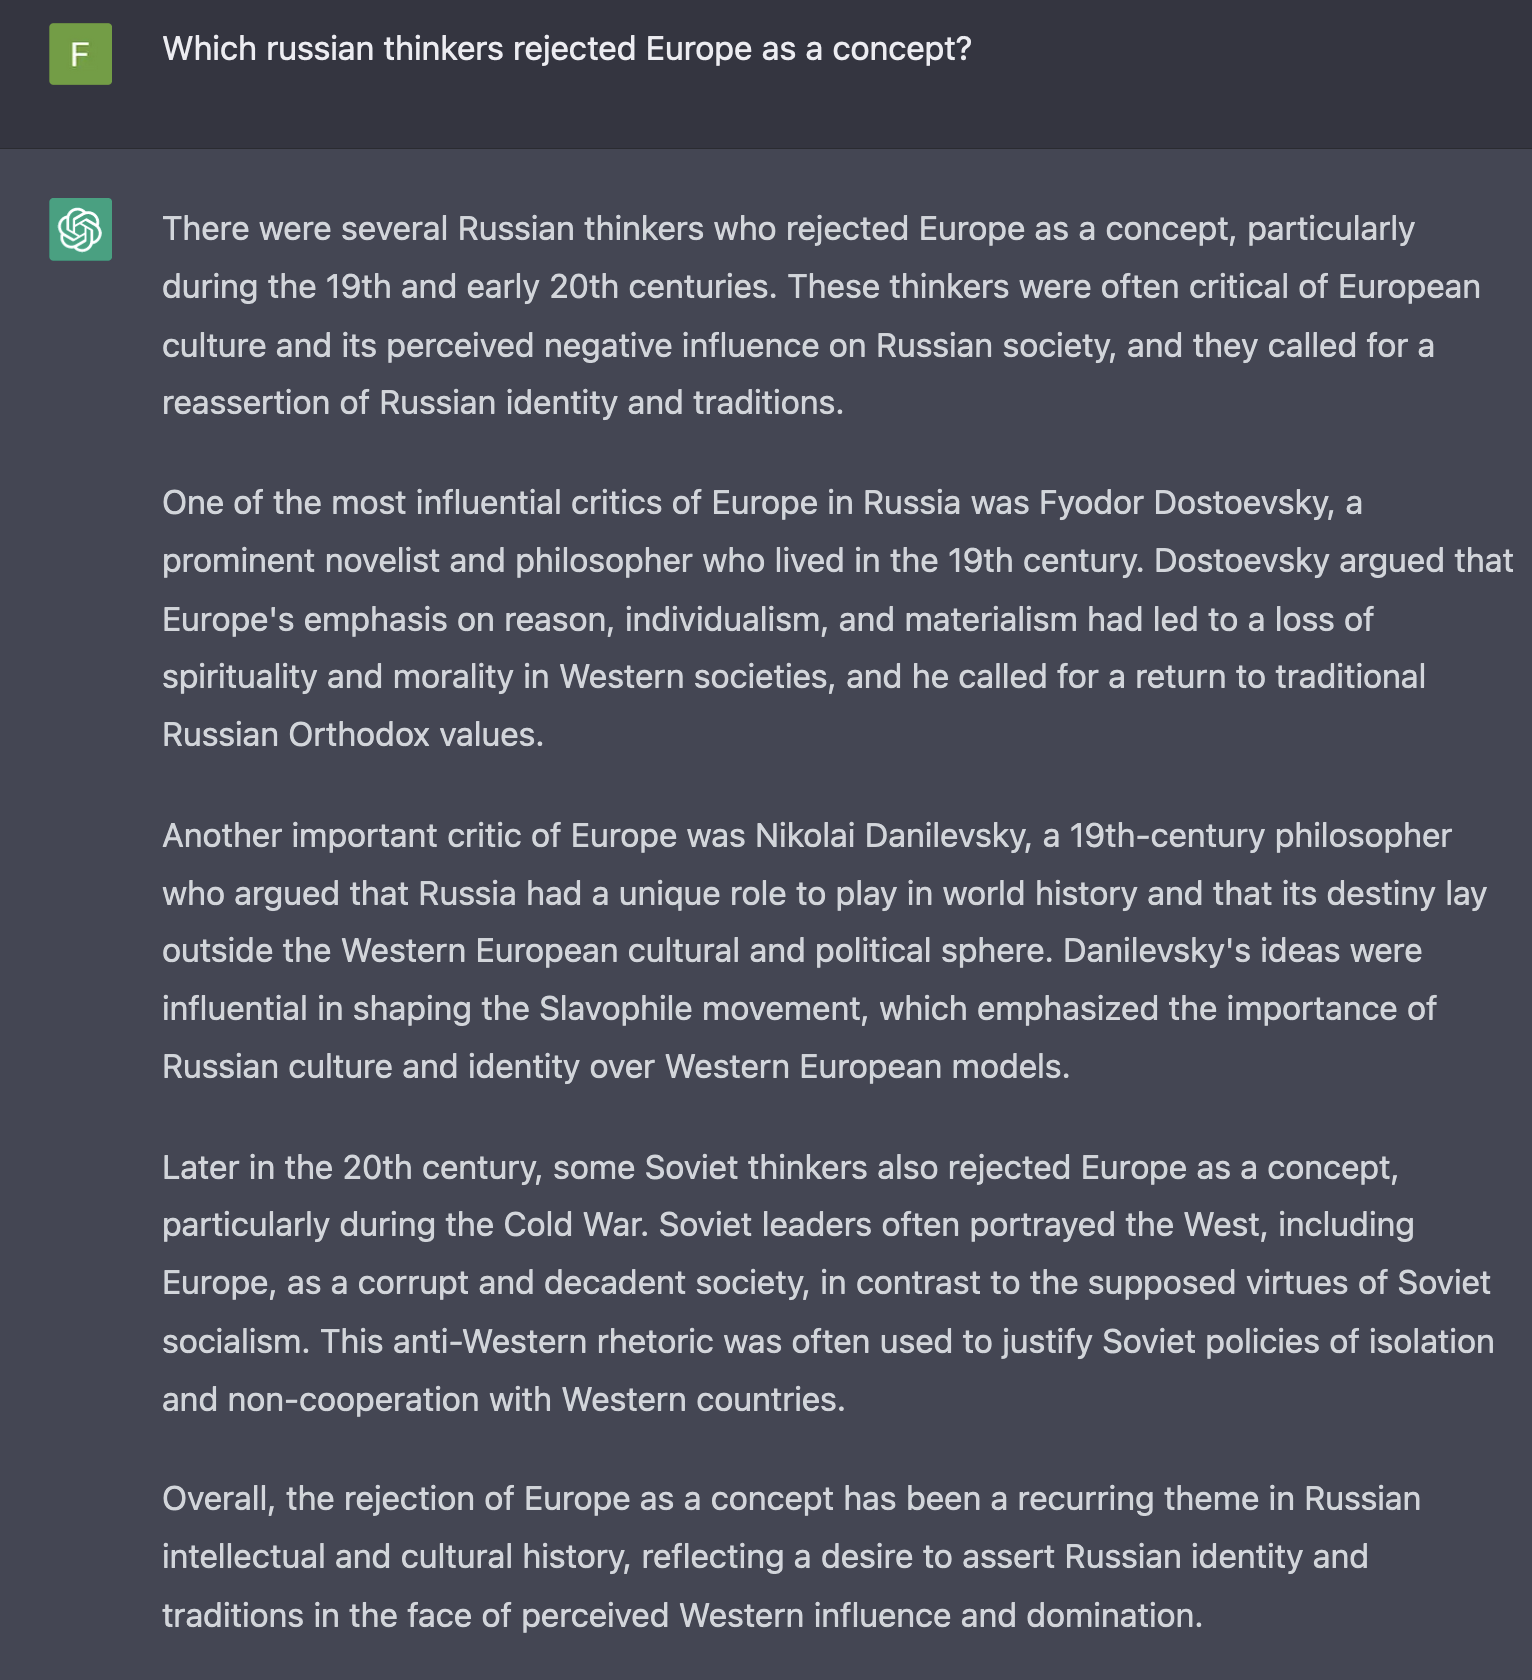 F
Which russian thinkers rejected Europe as a concept?
There were several Russian thinkers who rejected Europe as a concept, particularly
during the 19th and early 20th centuries. These thinkers were often critical of European
culture and its perceived negative influence on Russian society, and they called for a
reassertion of Russian identity and traditions.
One of the most influential critics of Europe in Russia was Fyodor Dostoevsky, a
prominent novelist and philosopher who lived in the 19th century. Dostoevsky argued that
Europe's emphasis on reason, individualism, and materialism had led to a loss of
spirituality and morality in Western societies, and he called for a return to traditional
Russian Orthodox values.
Another important critic of Europe was Nikolai Danilevsky, a 19th-century philosopher
who argued that Russia had a unique role to play in world history and that its destiny lay
outside the Western European cultural and political sphere. Danilevsky's ideas were
influential in shaping the Slavophile movement, which emphasized the importance of
Russian culture and identity over Western European models.
Later in the 20th century, some Soviet thinkers also rejected Europe as a concept,
particularly during the Cold War. Soviet leaders often portrayed the West, including
Europe, as a corrupt and decadent society, in contrast to the supposed virtues of Soviet
socialism. This anti-Western rhetoric was often used to justify Soviet policies of isolation
and non-cooperation with Western countries.
Overall, the rejection of Europe as a concept has been a recurring theme in Russian
intellectual and cultural history, reflecting a desire to assert Russian identity and
traditions in the face of perceived Western influence and domination.